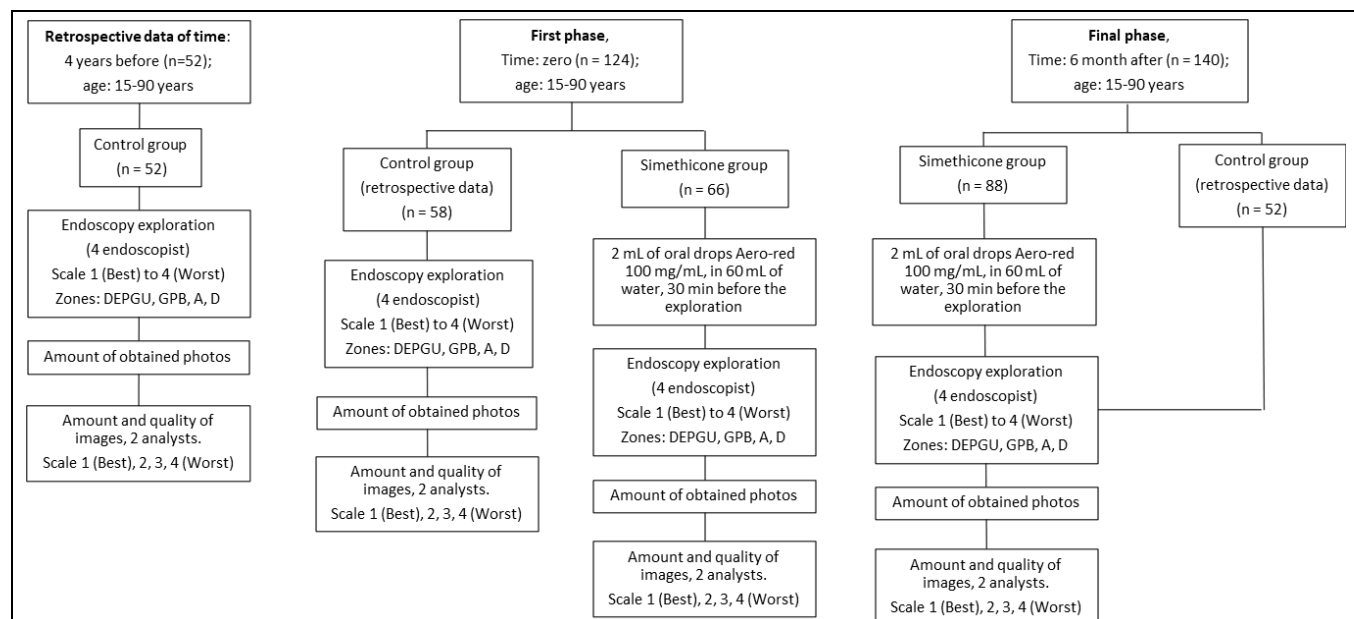 Retrospective data of time:
4 years before (n=52);
age: 15-90 years
Control group
(n = 52)
Endoscopy exploration
(4 endoscopist)
Scale 1 (Best) to 4 (Worst)
Zones: DEPGU, GPB, A, D
Amount of obtained photos
Amount and quality of
images, 2 analysts.
Scale 1 (Best), 2, 3, 4 (Worst)
First phase,
Time: zero (n = 124);
age: 15-90 years
Control group
(retrospective data)
(n = 58)
Endoscopy exploration
(4 endoscopist)
Scale 1 (Best) to 4 (Worst)
Zones: DEPGU, GPB, A, D
Amount of obtained photos
Amount and quality of
images, 2 analysts.
Scale 1 (Best), 2, 3, 4 (Worst)
Simethicone group
(n = 66)
2 mL of oral drops Aero-red
100 mg/mL, in 60 mL of
water, 30 min before the
exploration
Endoscopy exploration
(4 endoscopist)
Scale 1 (Best) to 4 (Worst)
Zones: DEPGU, GPB, A, D
Amount of obtained photos
Amount and quality of
images, 2 analysts.
Scale 1 (Best), 2, 3, 4 (Worst)
Final phase,
Time: 6 month after (n = 140);
age: 15-90 years
Simethicone group
(n = 88)
2 mL of oral drops Aero-red
100 mg/mL, in 60 mL of
water, 30 min before the
exploration
Endoscopy exploration
(4 endoscopist)
Scale 1 (Best) to 4 (Worst)
Zones: DEPGU, GPB, A, D
Amount of obtained photos
Amount and quality of
images, 2 analysts.
Scale 1 (Best), 2, 3, 4 (Worst)
Control group
(retrospective data)
(n = 52)